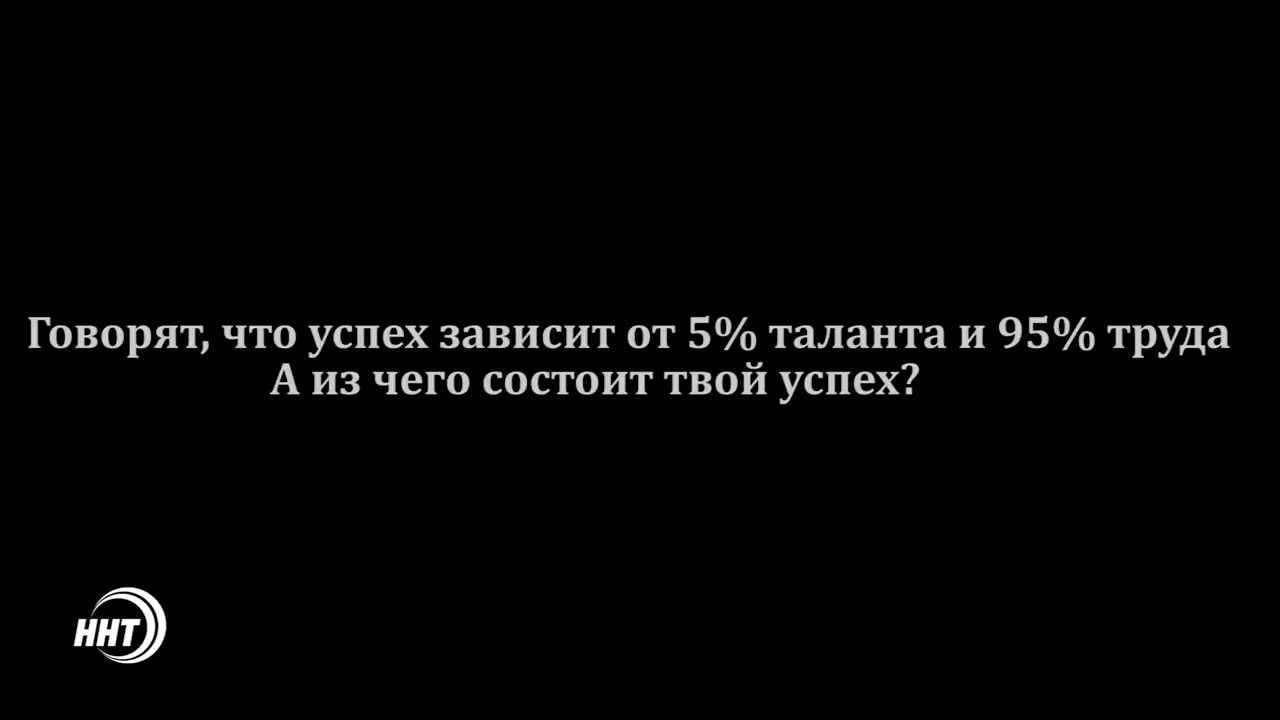 Говорят, что успех зависит от 5% таланта и 95% труда
А из чего состоит твой успех?
ННТ